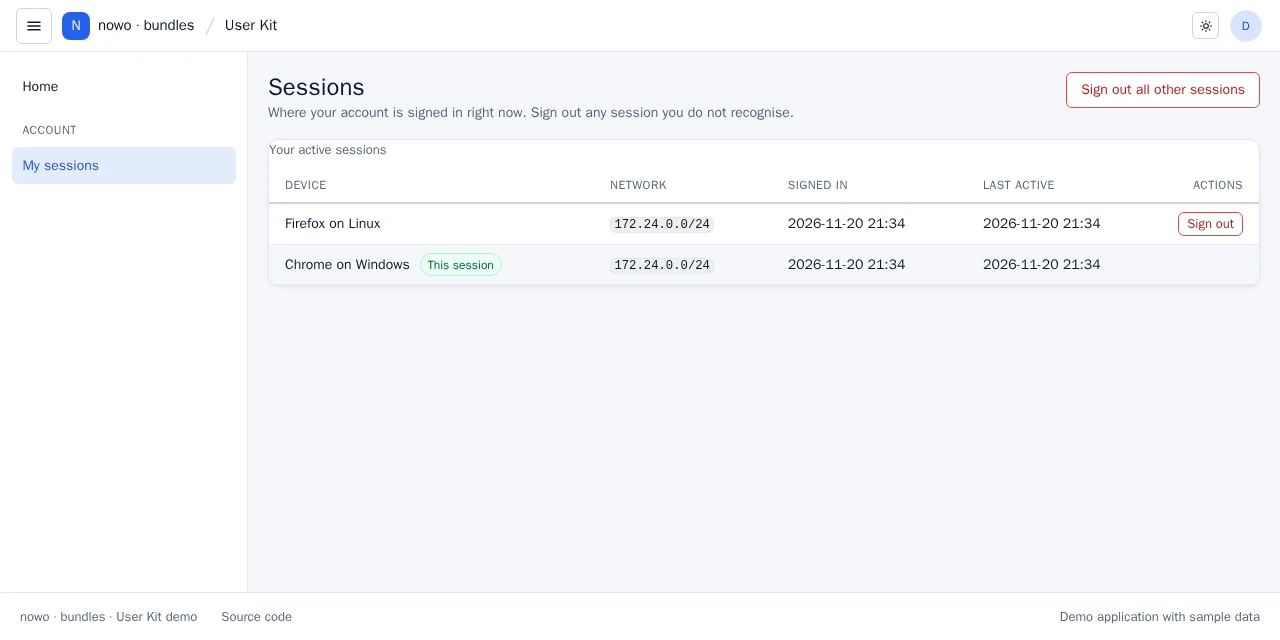 N nowo · bundles / User Kit
D
Home
ACCOUNT
My sessions
Sessions
Where your account is signed in right now. Sign out any session you do not recognise.
Sign out all other sessions
Your active sessions
DEVICE NETWORK SIGNED IN LAST ACTIVE ACTIONS
Firefox on Linux 172.24.0.0/24 2026-11-20 21:34 2026-11-20 21:34 Sign out
Chrome on Windows This session 172.24.0.0/24 2026-11-20 21:34 2026-11-20 21:34
nowo · bundles · User Kit demo Source code Demo application with sample data